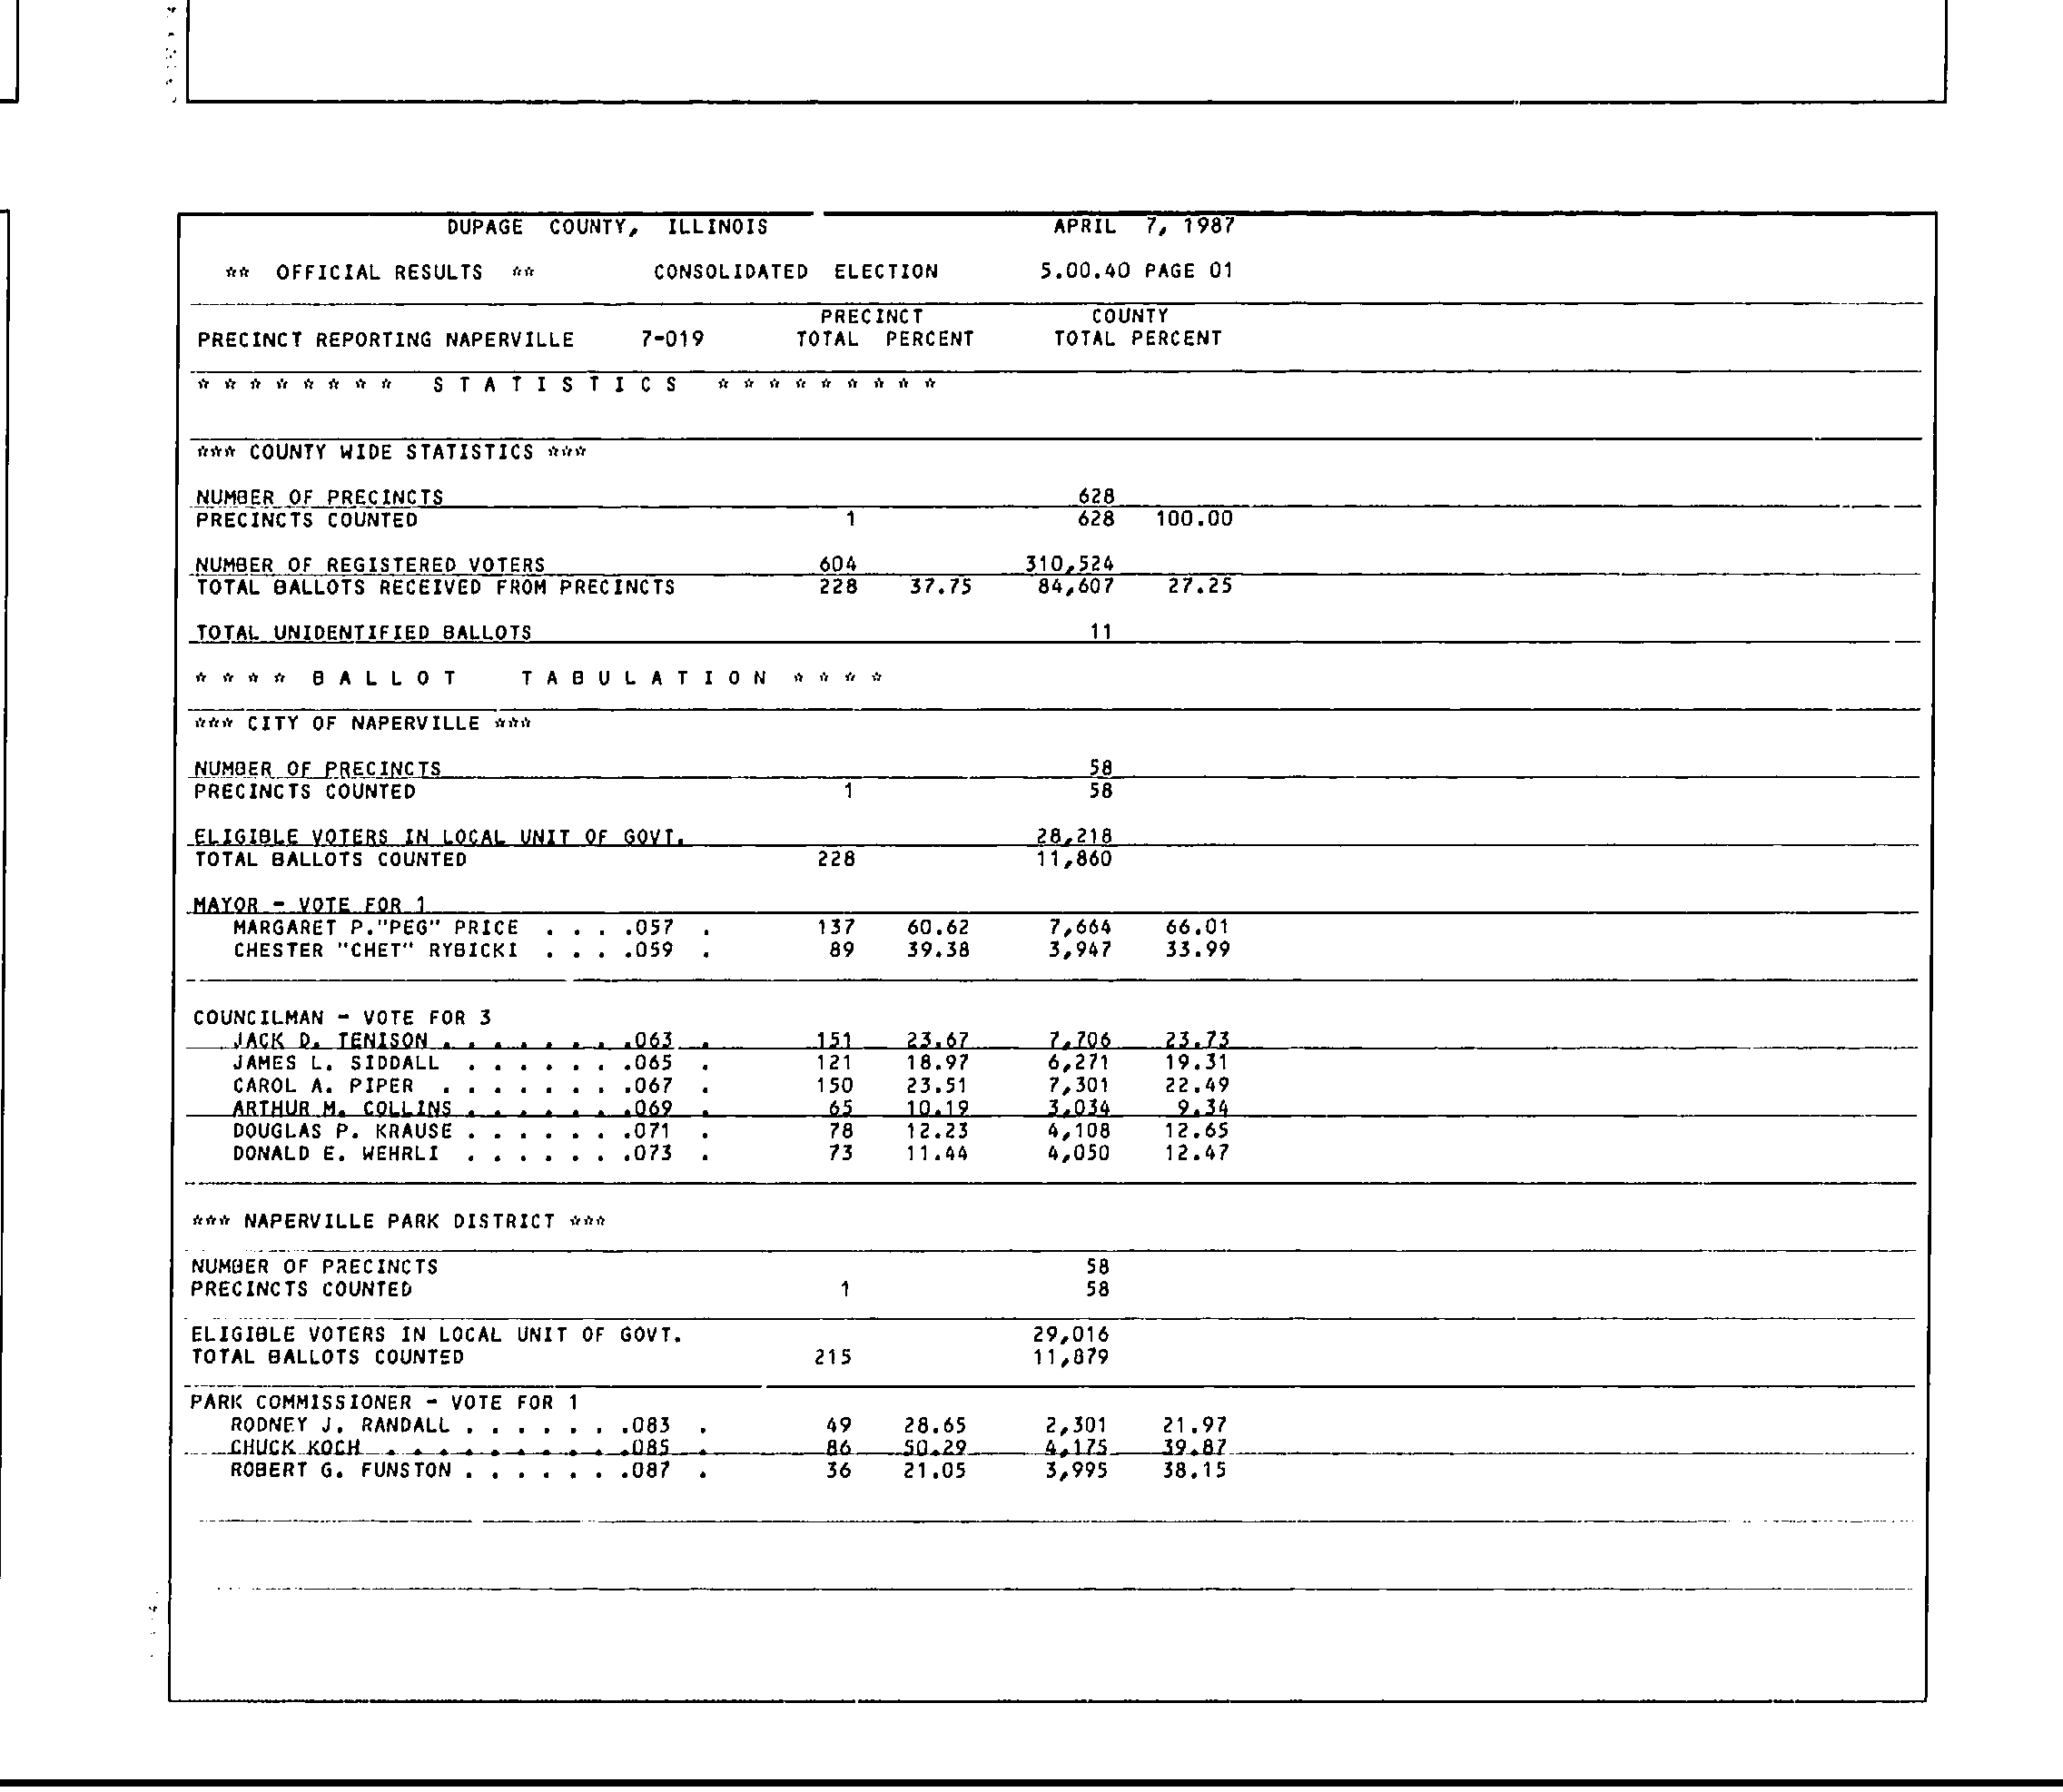 DUPAGE COUNTY, ILLINOIS APRIL 7, 1987
** OFFICIAL RESULTS ** CONSOLIDATED ELECTION 5.00.40 PAGE 01
PRECINCT COUNTY
PRECINCT REPORTING NAPERVILLE 7-019 TOTAL PERCENT TOTAL PERCENT
* * * * * * * * S T A T I S T I C S * * * * * * * * *
*** COUNTY WIDE STATISTICS ***
NUMBER OF PRECINCTS 628
PRECINCTS COUNTED 1 628 100.00
NUMBER OF REGISTERED VOTERS 604 310,524
TOTAL BALLOTS RECEIVED FROM PRECINCTS 228 37.75 84,607 27.25
TOTAL UNIDENTIFIED BALLOTS 11
* * * * B A L L O T T A B U L A T I O N * * * *
*** CITY OF NAPERVILLE ***
NUMBER OF PRECINCTS 58
PRECINCTS COUNTED 1 58
ELIGIBLE VOTERS IN LOCAL UNIT OF GOVT. 28,218
TOTAL BALLOTS COUNTED 228 11,860
MAYOR - VOTE FOR 1
MARGARET P."PEG" PRICE . . . .057 . 137 60.62 7,664 66.01
CHESTER "CHET" RYBICKI . . . .059 . 89 39.38 3,947 33.99
COUNCILMAN - VOTE FOR 3
JACK D. TENISON . . . . . . . .063 . 151 23.67 7,706 23.73
JAMES L. SIDDALL . . . . . . .065 . 121 18.97 6,271 19.31
CAROL A. PIPER . . . . . . . .067 . 150 23.51 7,301 22.49
ARTHUR M. COLLINS . . . . . . .069 . 65 10.19 3,034 9.34
DOUGLAS P. KRAUSE . . . . . . .071 . 78 12.23 4,108 12.65
DONALD E. WEHRLI . . . . . . .073 . 73 11.44 4,050 12.47
*** NAPERVILLE PARK DISTRICT ***
NUMBER OF PRECINCTS 58
PRECINCTS COUNTED 1 58
ELIGIBLE VOTERS IN LOCAL UNIT OF GOVT. 29,016
TOTAL BALLOTS COUNTED 215 11,879
PARK COMMISSIONER - VOTE FOR 1
RODNEY J. RANDALL . . . . . . .083 . 49 28.65 2,301 21.97
CHUCK KOCH . . . . . . . . . .085 . 86 50.29 4,175 39.87
ROBERT G. FUNSTON . . . . . . .087 . 36 21.05 3,995 38.15